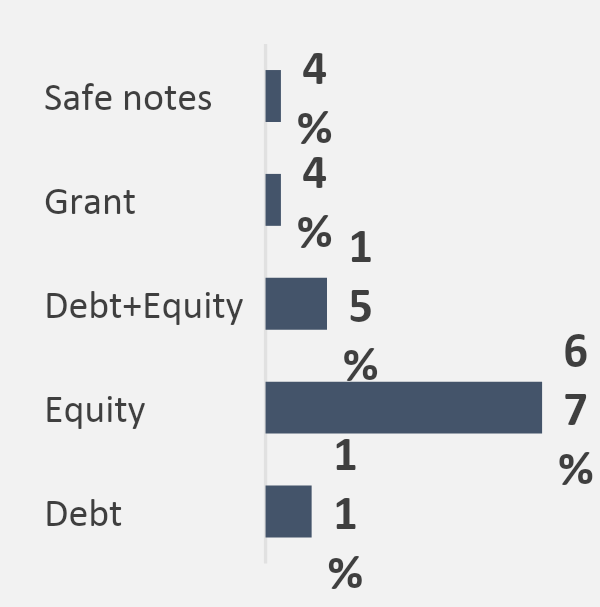 Safe notes 4
%
Grant 4
%
Debt+Equity 1
5
%
Equity 6
7
%
Debt 1
1
%